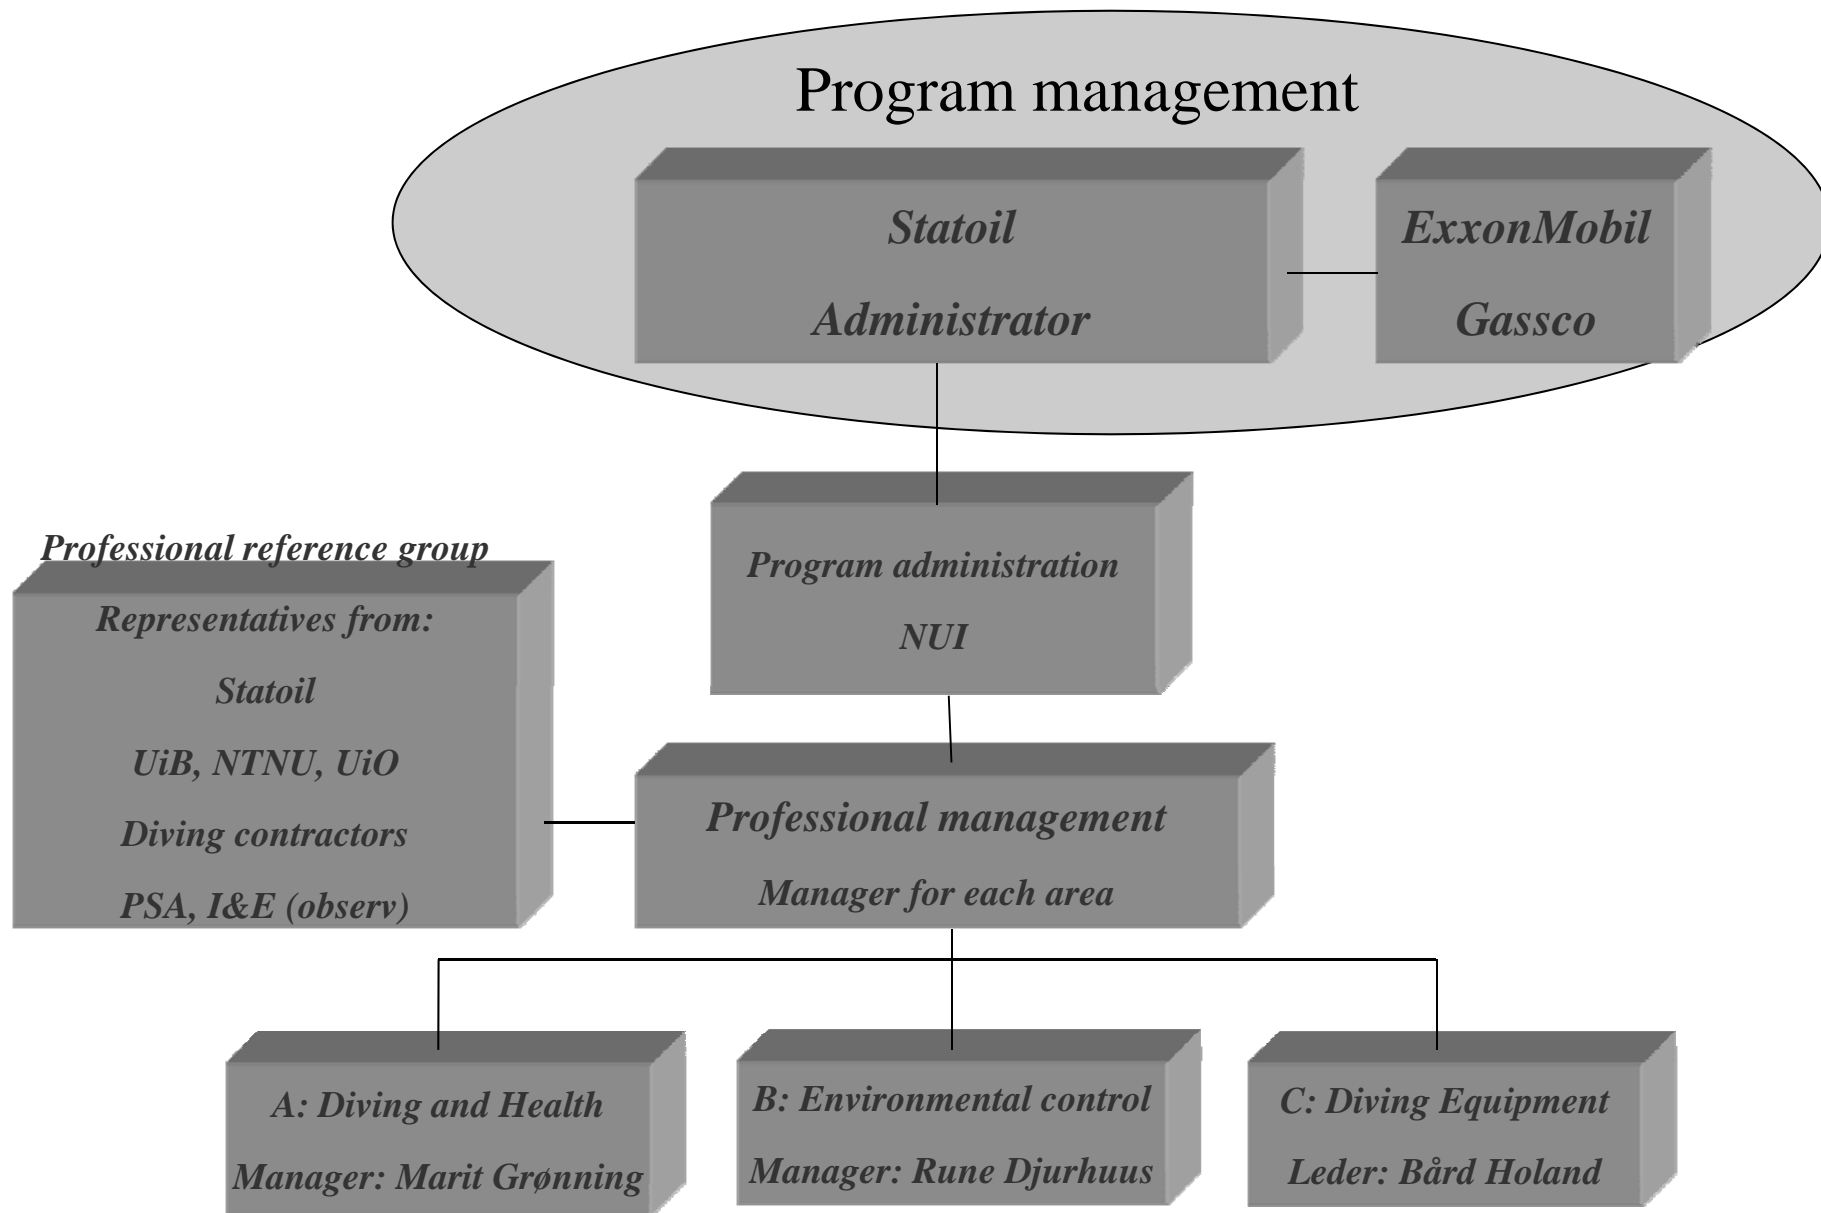 Program management
Statoil
Administrator
ExxonMobil
Gassco
Program administration
NUI
Professional reference group
Representatives from:
Statoil
UiB, NTNU, UiO
Diving contractors
PSA, I&E (observ)
Professional management
Manager for each area
A: Diving and Health
Manager: Marit Grønning
B: Environmental control
Manager: Rune Djurhuus
C: Diving Equipment
Leder: Bård Holand